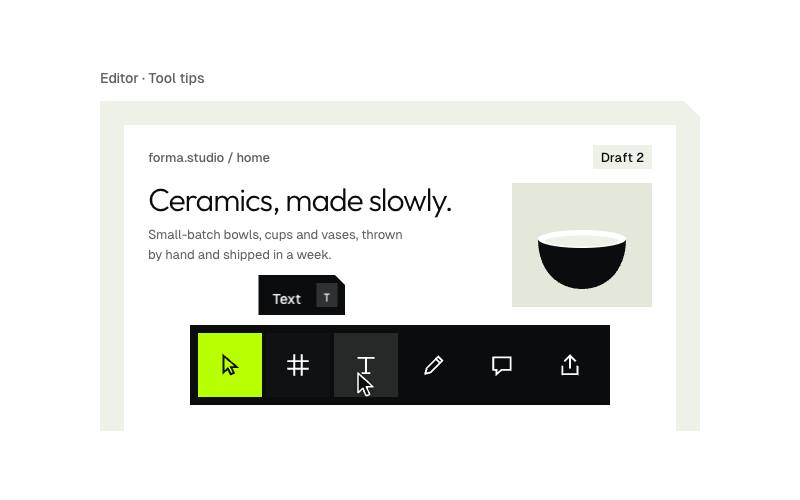 Editor · Tool tips
forma.studio / home
Draft 2
Ceramics, made slowly.
Small-batch bowls, cups and vases, thrown
by hand and shipped in a week.
Text T